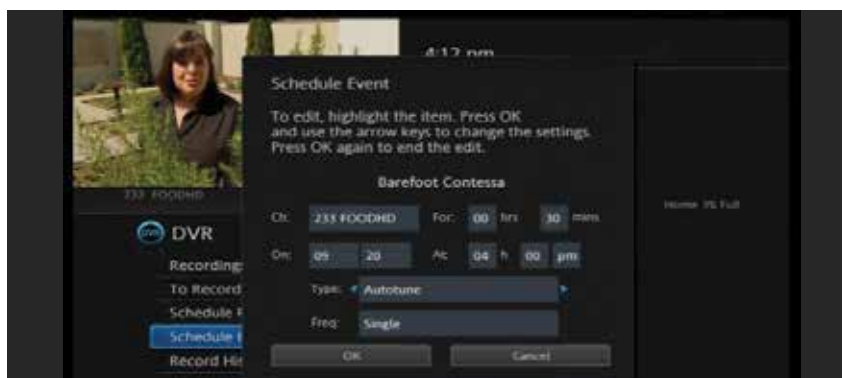 4:12 pm
Schedule Event
To edit, highlight the item. Press OK
and use the arrow keys to change the settings.
Press OK again to end the edit.
Barefoot Contessa
233 FOODHD
Ch: 233 FOODHD For: 00 hrs 30 mins
Home 1% Full
DVR
On: 09 20 At: 04 h 00 pm
Recording
To Record
Type: Autotune
Schedule
Freq: Single
Schedule
OK Cancel
Record His